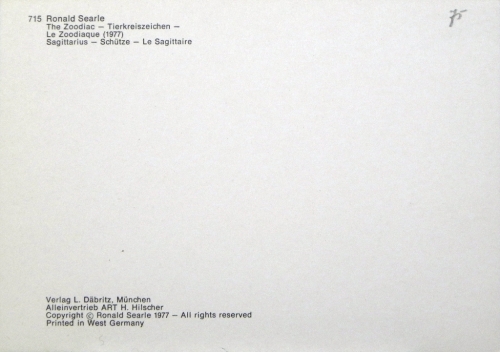 715 Ronald Searle
The Zoodiac — Tierkreiszeichen —
Le Zoodiaque (1977)
Sagittarius — Schütze — Le Sagittaire
75
Verlag L. Däbritz, München
Alleinvertrieb ART H. Hilscher
Copyright © Ronald Searle 1977 — All rights reserved
Printed in West Germany